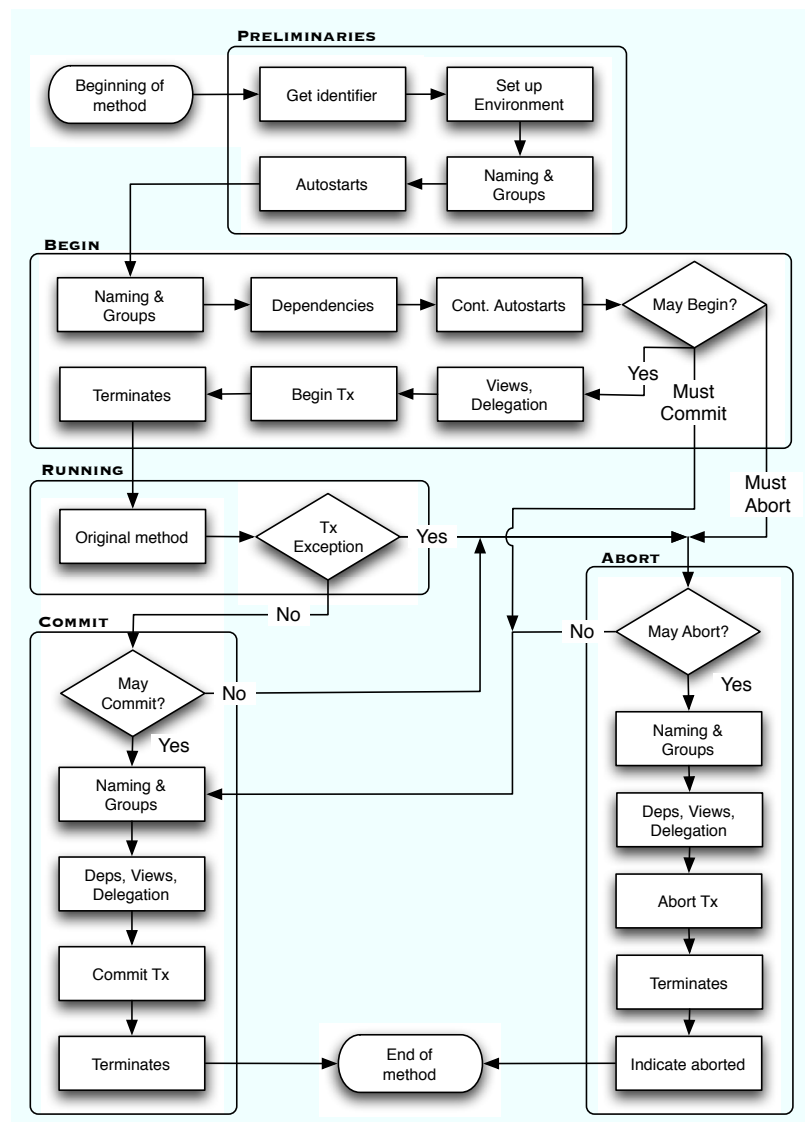 PRELIMINARIES
Beginning of
method
Get identifier
Set up
Environment
Autostarts
Naming &
Groups
BEGIN
Naming &
Groups
Dependencies
Cont. Autostarts
May Begin?
Terminates
Begin Tx
Views,
Delegation
Yes
Must
Commit
Must
Abort
RUNNING
Original method
Tx
Exception
Yes
No
ABORT
May Abort?
No
Yes
Naming &
Groups
Deps, Views,
Delegation
Abort Tx
Terminates
Indicate aborted
COMMIT
May
Commit?
No
Yes
Naming &
Groups
Deps, Views,
Delegation
Commit Tx
Terminates
End of
method